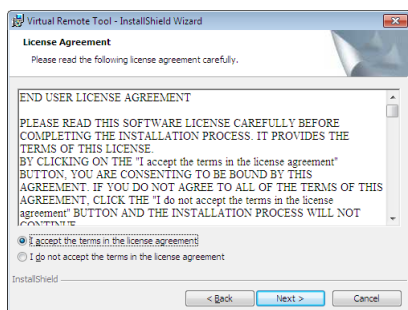 Virtual Remote Tool - InstallShield Wizard
License Agreement
Please read the following license agreement carefully.
END USER LICENSE AGREEMENT
PLEASE READ THIS SOFTWARE LICENSE CAREFULLY BEFORE
COMPLETING THE INSTALLATION PROCESS. IT PROVIDES THE
TERMS OF THIS LICENSE.
BY CLICKING ON THE "I accept the terms in the license agreement"
BUTTON, YOU ARE CONSENTING TO BE BOUND BY THIS
AGREEMENT. IF YOU DO NOT AGREE TO ALL OF THE TERMS OF THIS
AGREEMENT, CLICK THE "I do not accept the terms in the license
agreement" BUTTON AND THE INSTALLATION PROCESS WILL NOT
CONTINUE.
I accept the terms in the license agreement
I do not accept the terms in the license agreement
InstallShield
< Back
Next >
Cancel